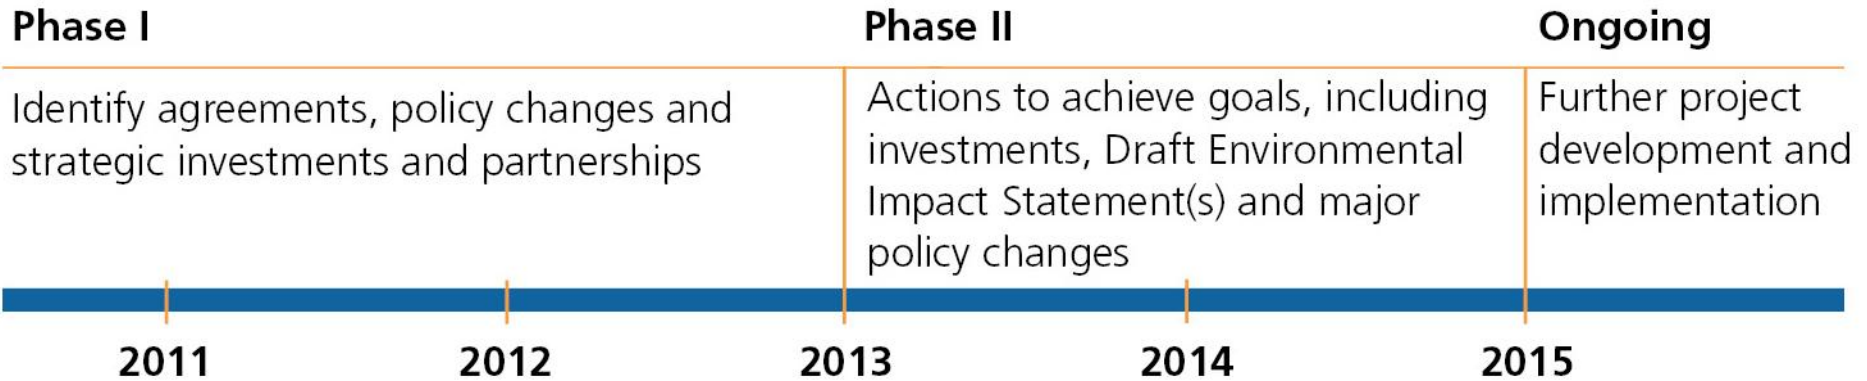 Phase I
Identify agreements, policy changes and
strategic investments and partnerships
Phase II
Actions to achieve goals, including
investments, Draft Environmental
Impact Statement(s) and major
policy changes
Ongoing
Further project
development and
implementation
2011
2012
2013
2014
2015